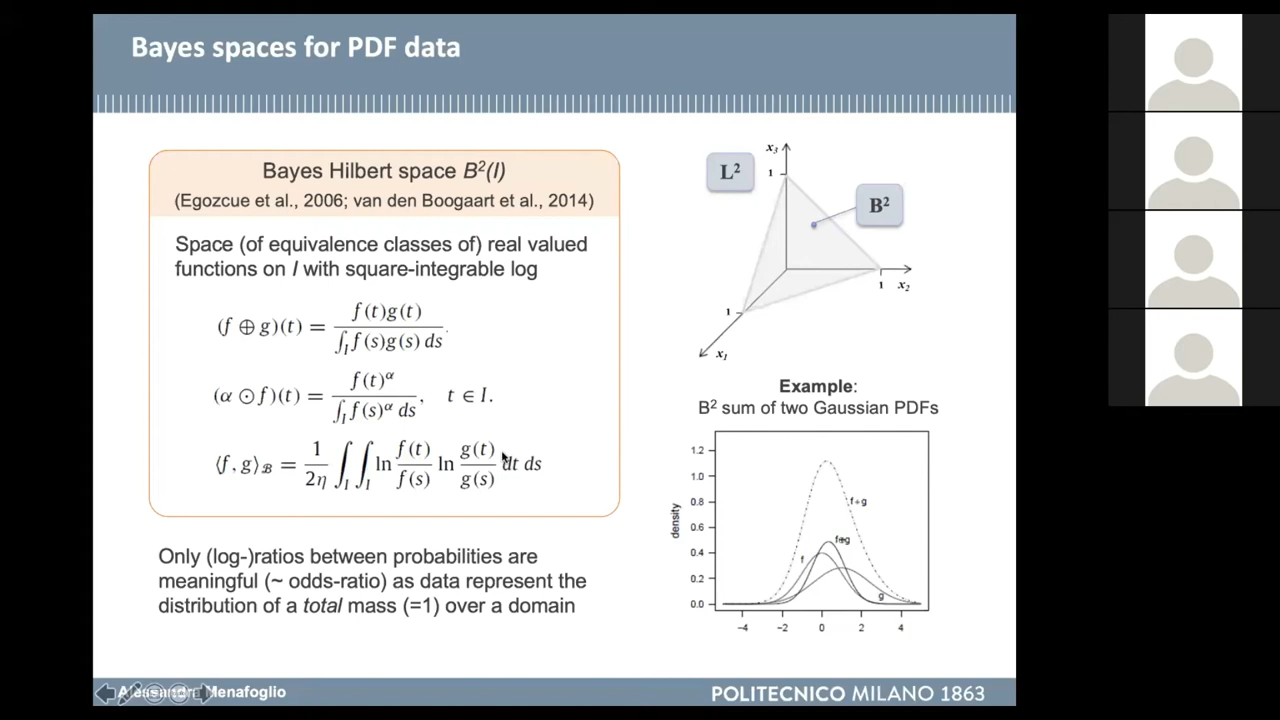 Bayes spaces for PDF data
Bayes Hilbert space B²(I)
(Egozcue et al., 2006; van den Boogaart et al., 2014)
Space (of equivalence classes of) real valued
functions on I with square-integrable log
(f ⊕ g)(t) = f(t)g(t) / ∫_I f(s)g(s) ds.
(α ⊙ f)(t) = f(t)^α / ∫_I f(s)^α ds, t ∈ I.
⟨f, g⟩_B = 1/2η ∫_I ∫_I ln f(t)/f(s) ln g(t)/g(s) dt ds
Only (log-)ratios between probabilities are
meaningful (~ odds-ratio) as data represent the
distribution of a total mass (=1) over a domain
L²
B²
x₃
1
1
x₂
1
x₁
Example:
B² sum of two Gaussian PDFs
density
1.2
1.0
0.8
0.6
0.4
0.2
0.0
-4
-2
0
2
4
f+g
f⊕g
f
g
Alessandra Menafoglio
POLITECNICO MILANO 1863